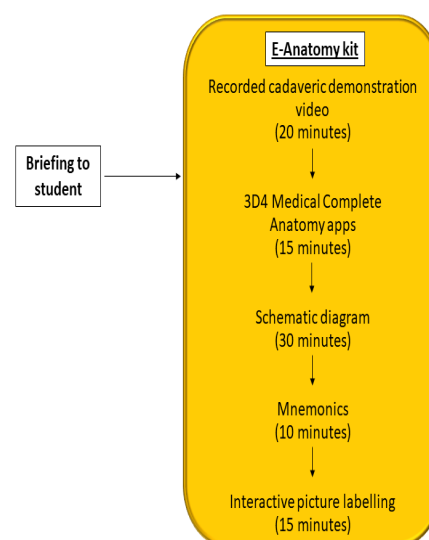 E-Anatomy kit
Recorded cadaveric demonstration
video
(20 minutes)
Briefing to
student
3D4 Medical Complete
Anatomy apps
(15 minutes)
Schematic diagram
(30 minutes)
Mnemonics
(10 minutes)
Interactive picture labelling
(15 minutes)